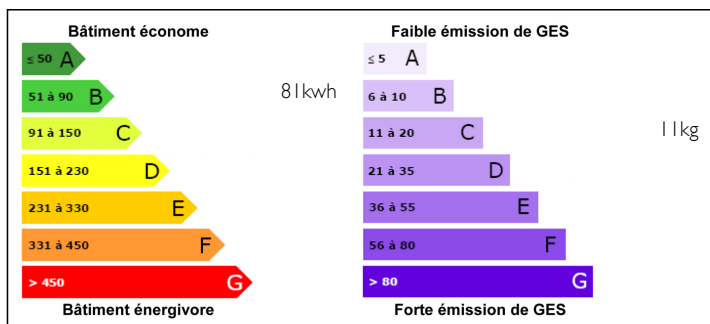 Bâtiment économe
≤ 50 A
51 à 90 B
91 à 150 C
151 à 230 D
231 à 330 E
331 à 450 F
> 450 G
Bâtiment énergivore
81kwh
Faible émission de GES
≤ 5 A
6 à 10 B
11 à 20 C
21 à 35 D
36 à 55 E
56 à 80 F
> 80 G
Forte émission de GES
11kg